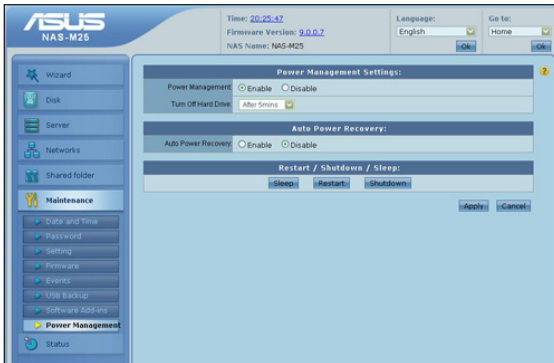 ASUS
NAS-M25
Time: 20:25:47
Firmware Version: 9.0.0.7
NAS Name: NAS-M25
Language:
English
Ok
Go to:
Home
Ok
Wizard
Disk
Server
Networks
Shared folder
Maintenance
Date and Time
Password
Setting
Firmware
Events
USB Backup
Software Add-ins
Power Management
Status
Power Management Settings:
Power Management: Enable Disable
Turn Off Hard Drive: After 5mins
Auto Power Recovery:
Auto Power Recovery: Enable Disable
Restart / Shutdown / Sleep:
Sleep Restart Shutdown
Apply Cancel
?